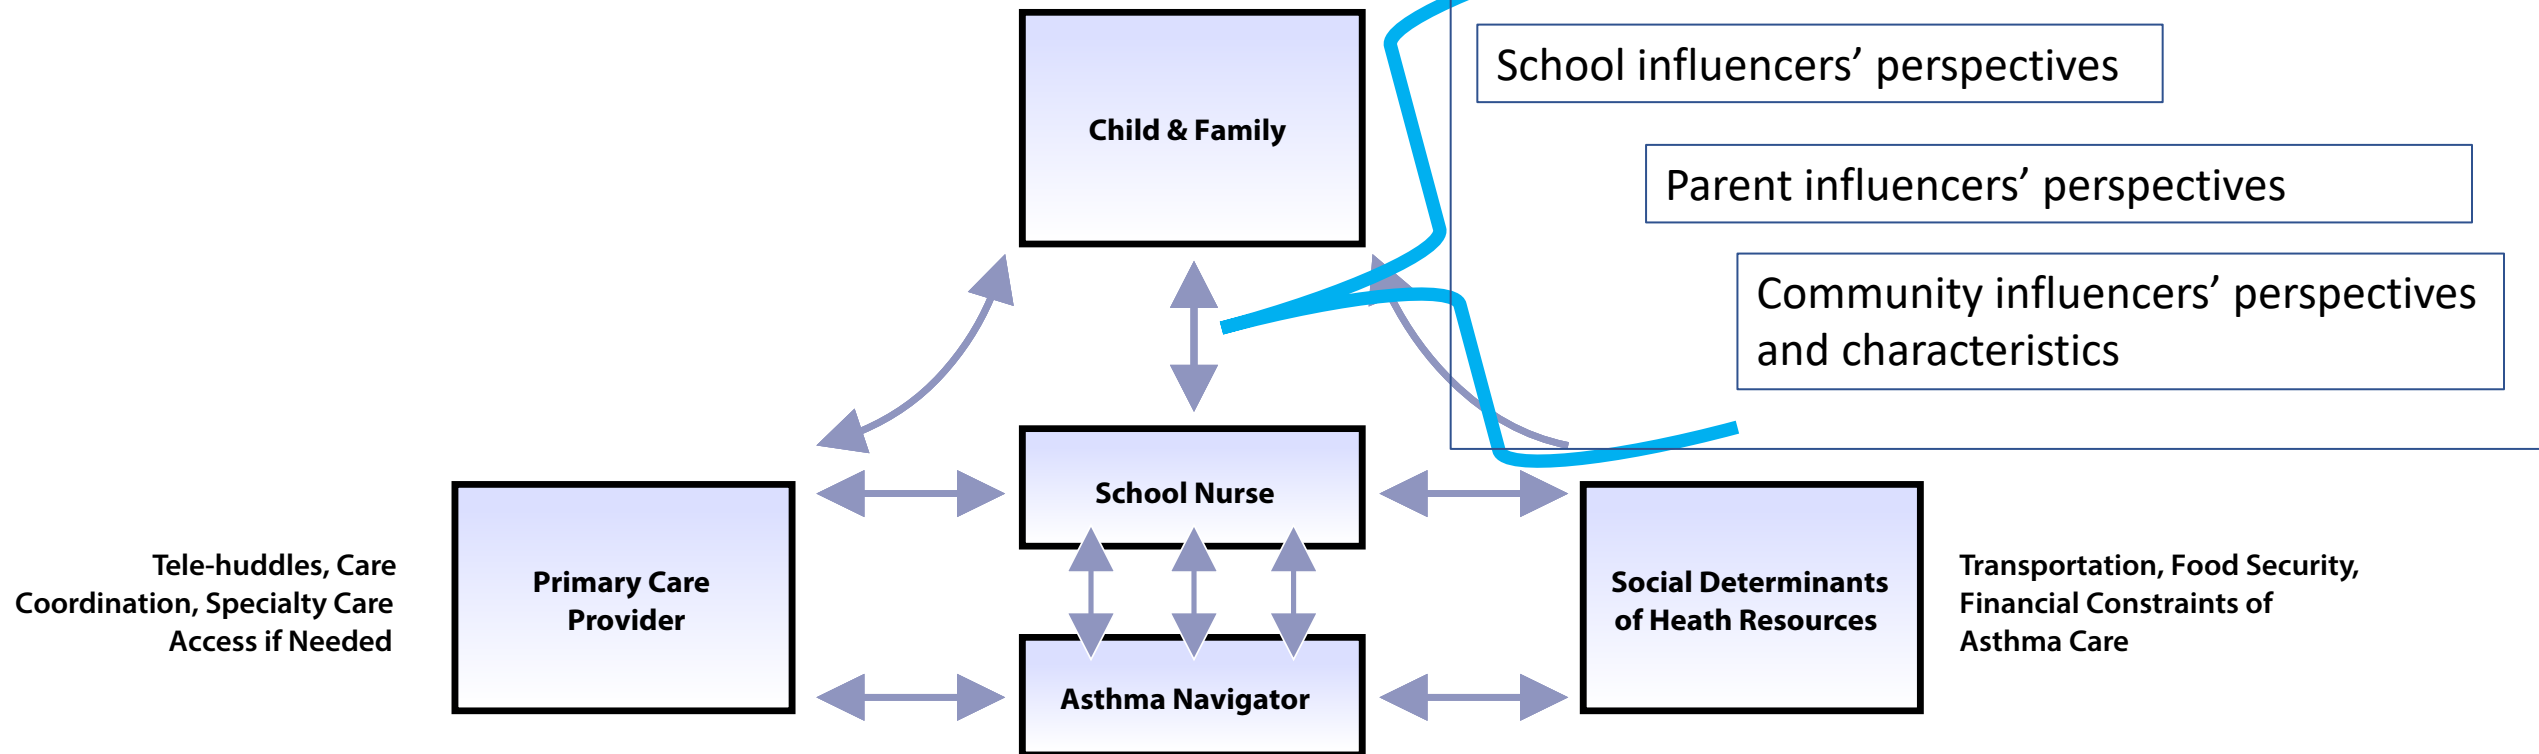 School influencers’ perspectives
Child & Family
Parent influencers’ perspectives
Community influencers’ perspectives
and characteristics
School Nurse
Tele-huddles, Care
Coordination, Specialty Care
Access if Needed
Primary Care
Provider
Social Determinants
of Heath Resources
Transportation, Food Security,
Financial Constraints of
Asthma Care
Asthma Navigator